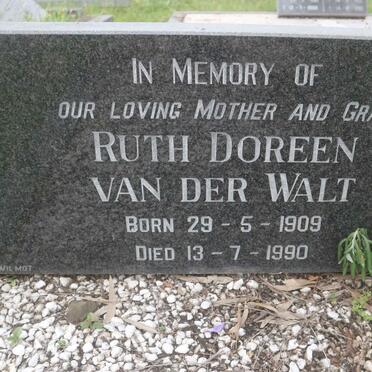 IN MEMORY OF
OUR LOVING MOTHER AND GRA
RUTH DOREEN
VAN DER WALT
BORN 29 - 5 - 1909
DIED 13 - 7 - 1990
WILMOT